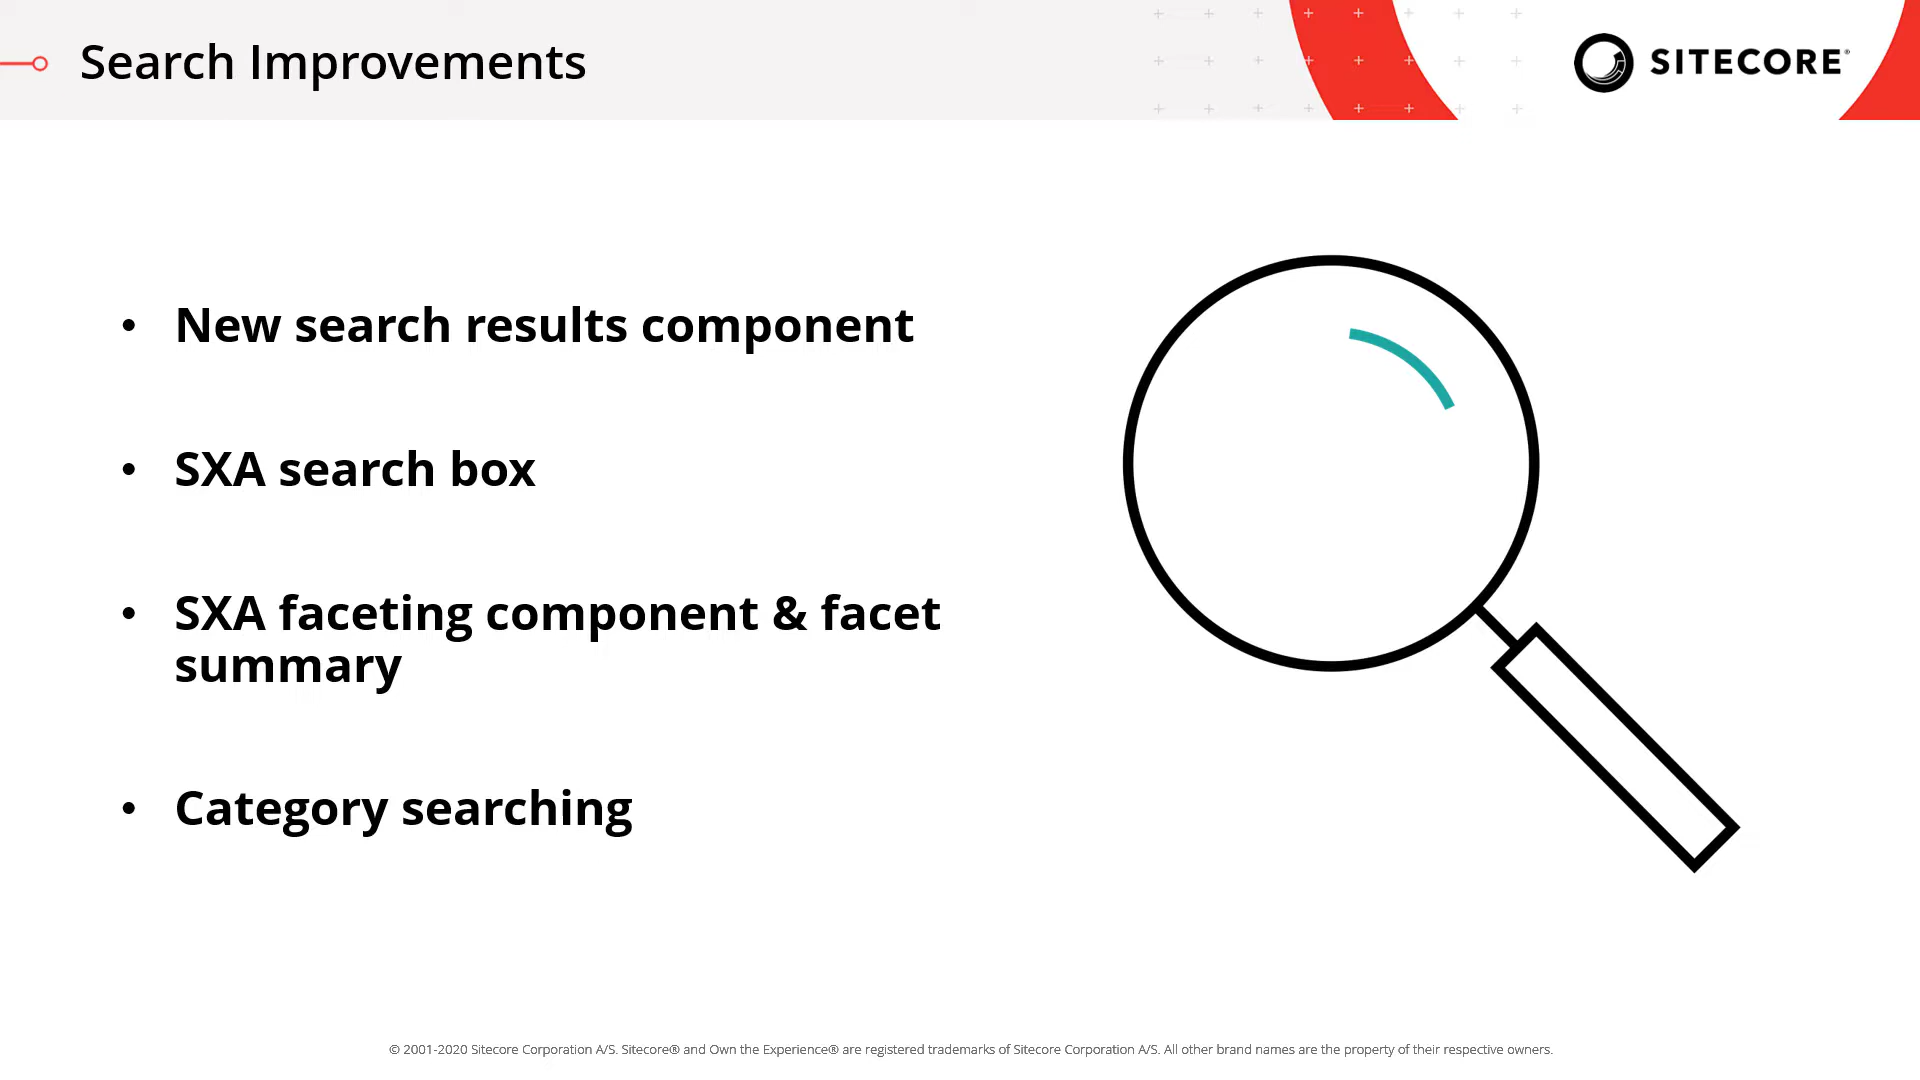 Search Improvements
SITECORE®
• New search results component
• SXA search box
• SXA faceting component & facet
summary
• Category searching
© 2001-2020 Sitecore Corporation A/S. Sitecore® and Own the Experience® are registered trademarks of Sitecore Corporation A/S. All other brand names are the property of their respective owners.